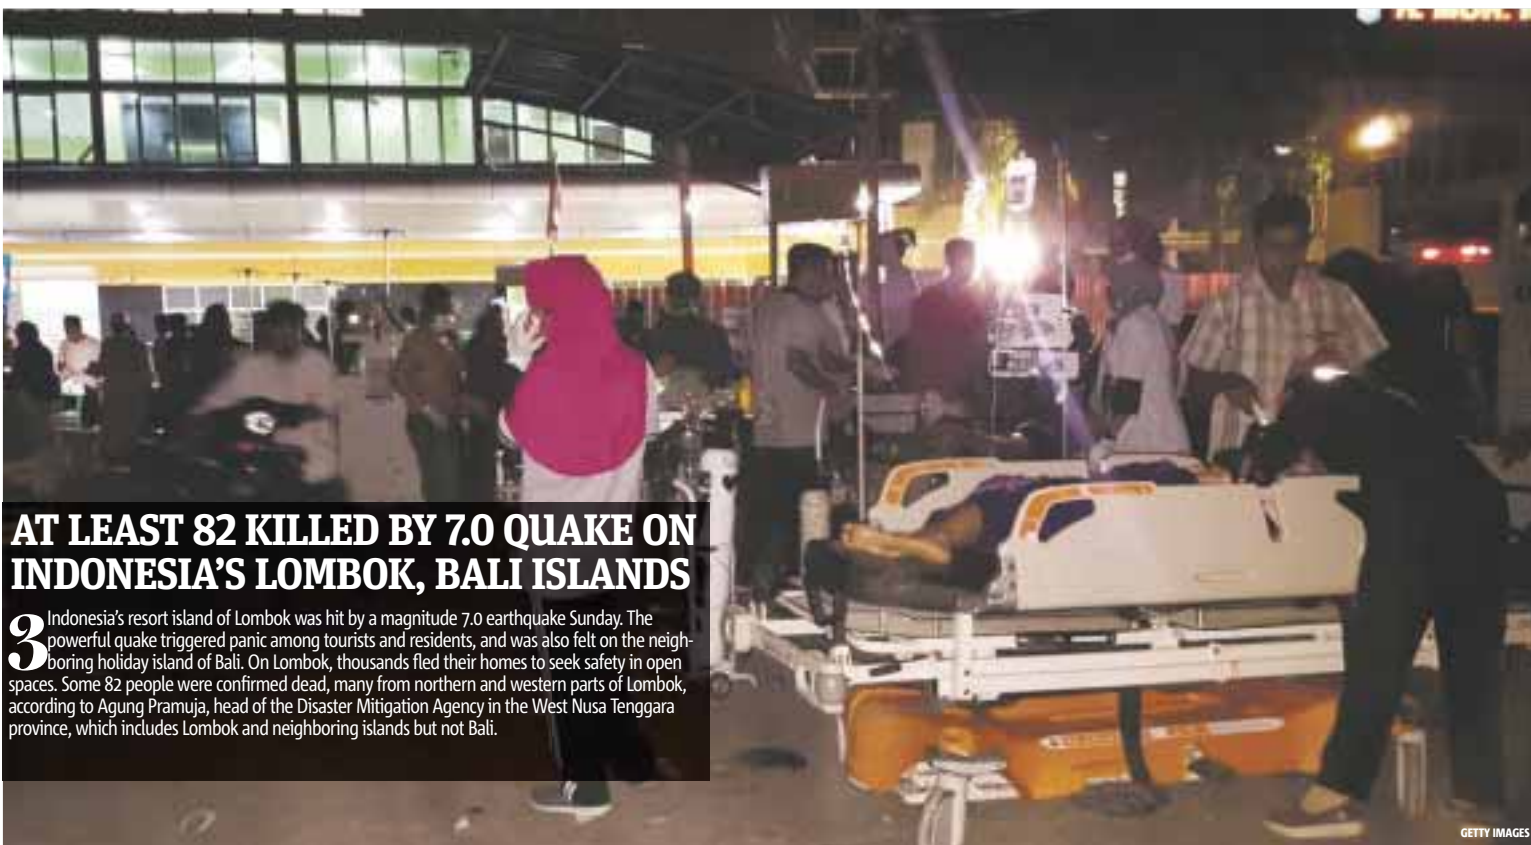 AT LEAST 82 KILLED BY 7.0 QUAKE ON
INDONESIA'S LOMBOK, BALI ISLANDS
3 Indonesia's resort island of Lombok was hit by a magnitude 7.0 earthquake Sunday. The
powerful quake triggered panic among tourists and residents, and was also felt on the neigh-
boring holiday island of Bali. On Lombok, thousands fled their homes to seek safety in open
spaces. Some 82 people were confirmed dead, many from northern and western parts of Lombok,
according to Agung Pramuja, head of the Disaster Mitigation Agency in the West Nusa Tenggara
province, which includes Lombok and neighboring islands but not Bali.
GETTY IMAGES